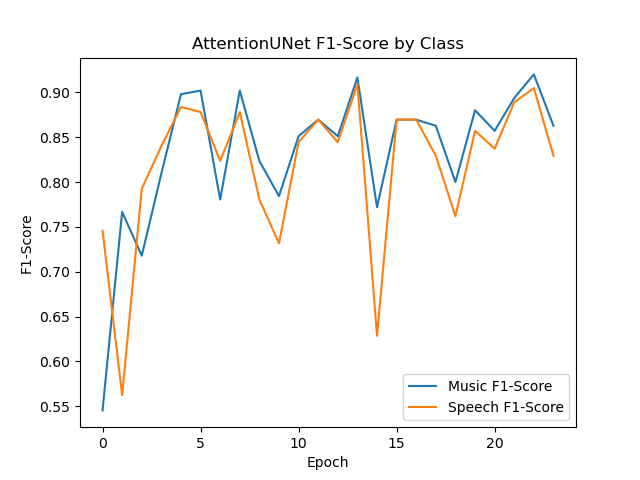 AttentionUNet F1-Score by Class
F1-Score
0.90
0.85
0.80
0.75
0.70
0.65
0.60
0.55
Music F1-Score
Speech F1-Score
0 5 10 15 20
Epoch